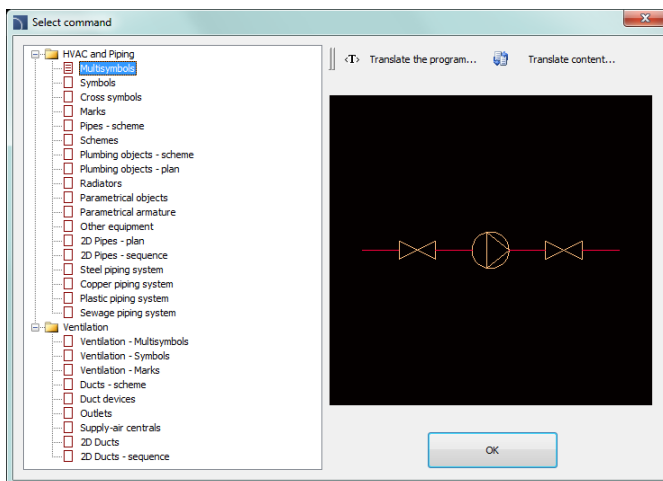 Select command
HVAC and Piping
Multisymbols
Symbols
Cross symbols
Marks
Pipes - scheme
Schemes
Plumbing objects - scheme
Plumbing objects - plan
Radiators
Parametrical objects
Parametrical armature
Other equipment
2D Pipes - plan
2D Pipes - sequence
Steel piping system
Copper piping system
Plastic piping system
Sewage piping system
Ventilation
Ventilation - Multisymbols
Ventilation - Symbols
Ventilation - Marks
Ducts - scheme
Duct devices
Outlets
Supply-air centrals
2D Ducts
2D Ducts - sequence
‹T› Translate the program... Translate content...
OK